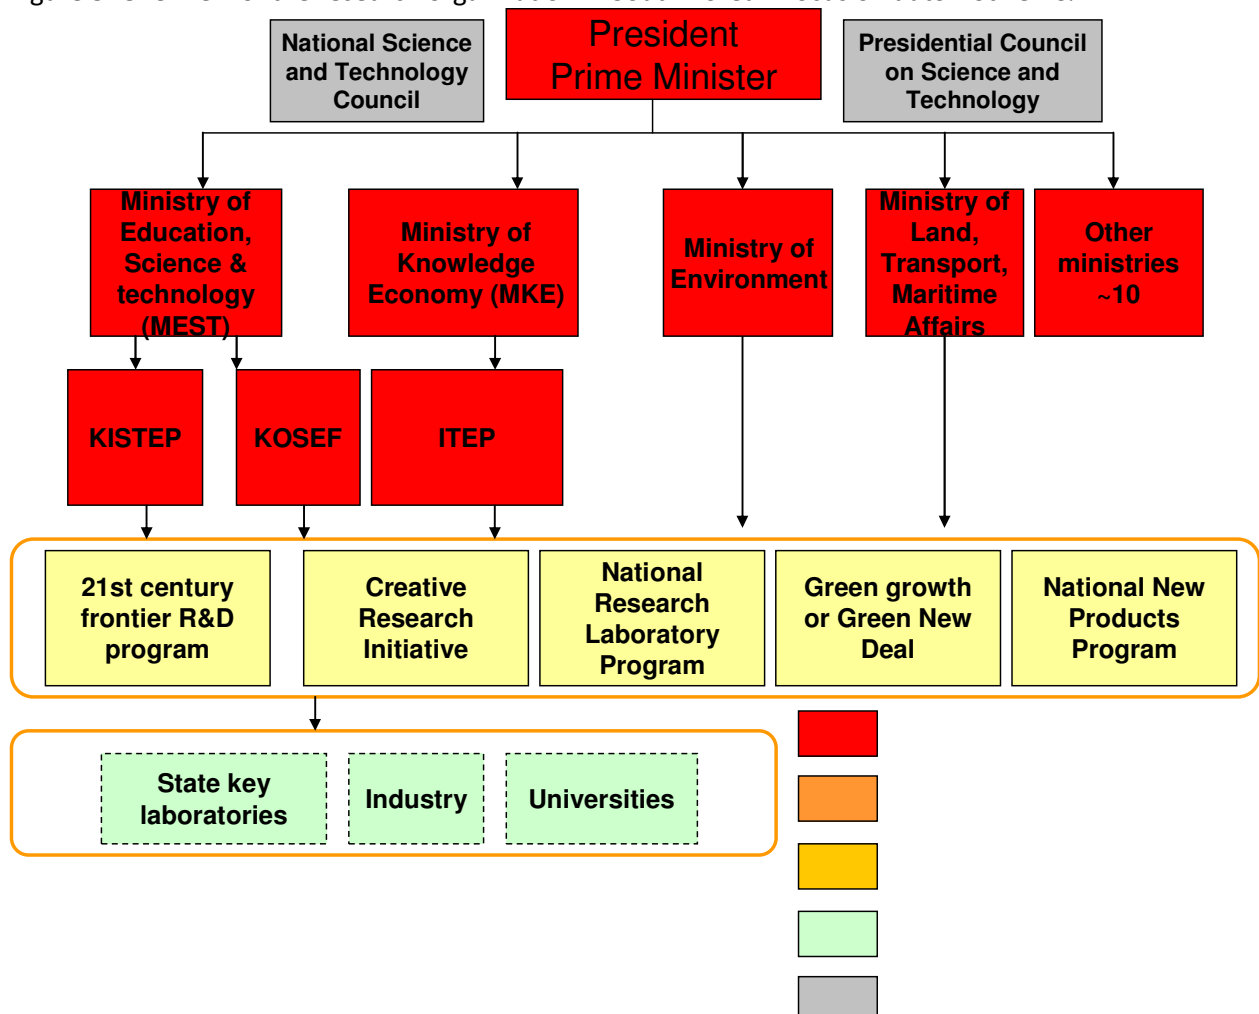 National Science
and Technology
Council
President
Prime Minister
Presidential Council
on Science and
Technology
Ministry of
Education,
Science &
technology
(MEST)
Ministry of
Knowledge
Economy (MKE)
Ministry of
Environment
Ministry of
Land,
Transport,
Maritime
Affairs
Other
ministries
~10
KISTEP
KOSEF
ITEP
21st century
frontier R&D
program
Creative
Research
Initiative
National
Research
Laboratory
Program
Green growth
or Green New
Deal
National New
Products
Program
State key
laboratories
Industry
Universities